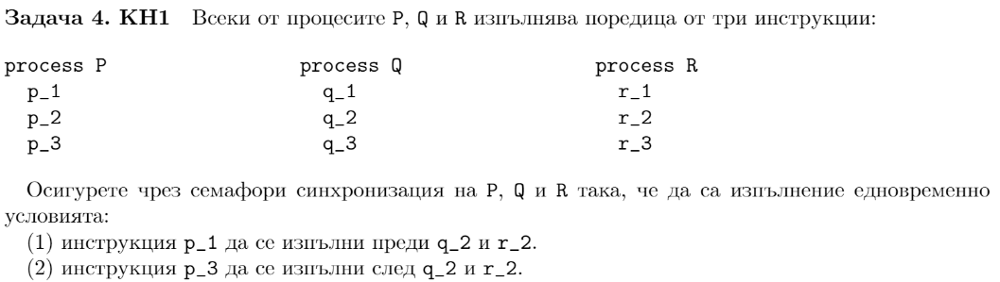 Задача 4. КН1 Всеки от процесите P, Q и R изпълнява поредица от три инструкции:
process P process Q process R
p_1 q_1 r_1
p_2 q_2 r_2
p_3 q_3 r_3
Осигурете чрез семафори синхронизация на P, Q и R така, че да са изпълнение едновременно
условията:
(1) инструкция p_1 да се изпълни преди q_2 и r_2.
(2) инструкция p_3 да се изпълни след q_2 и r_2.